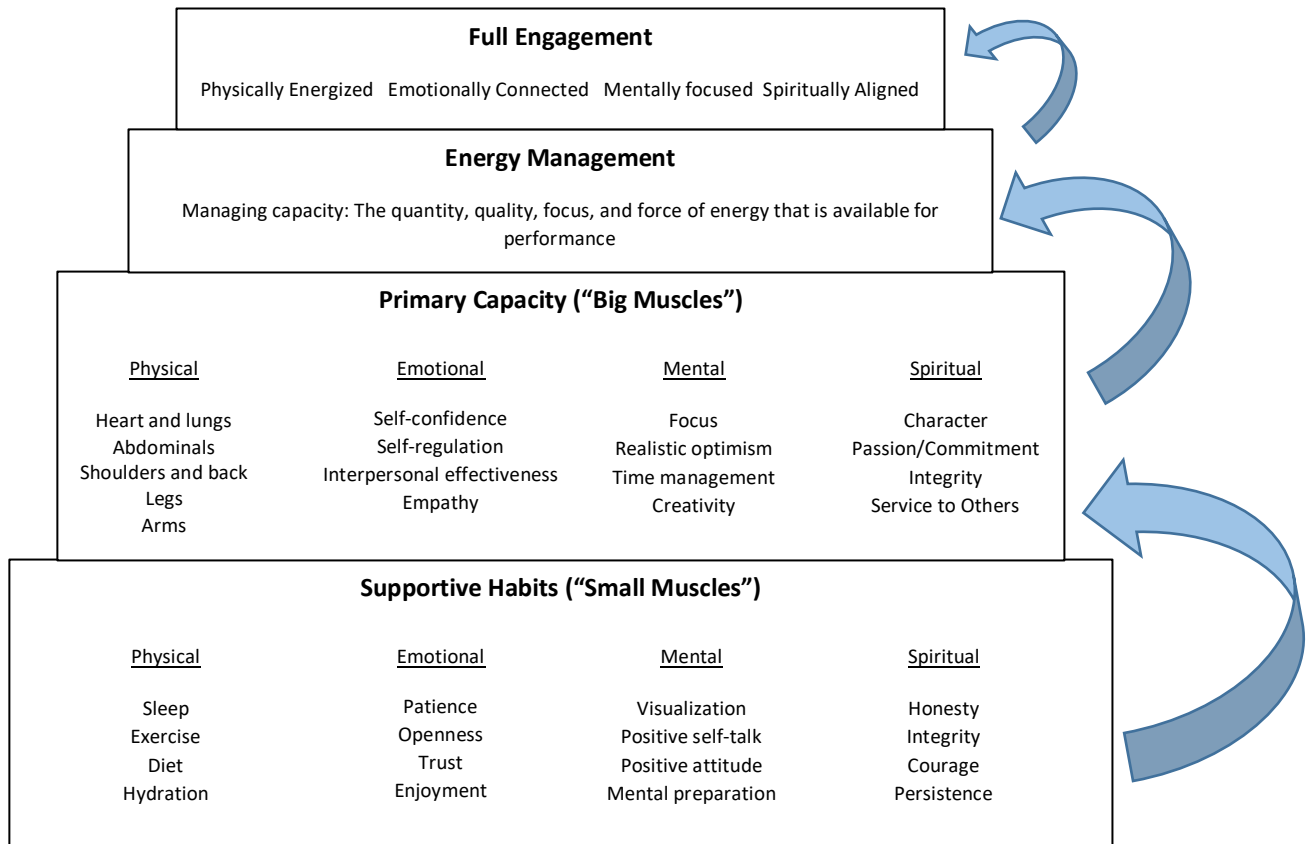 Full Engagement
Physically Energized Emotionally Connected Mentally focused Spiritually Aligned
Energy Management
Managing capacity: The quantity, quality, focus, and force of energy that is available for
performance
Primary Capacity (“Big Muscles”)
Physical
Heart and lungs
Abdominals
Shoulders and back
Legs
Arms
Emotional
Self-confidence
Self-regulation
Interpersonal effectiveness
Empathy
Mental
Focus
Realistic optimism
Time management
Creativity
Spiritual
Character
Passion/Commitment
Integrity
Service to Others
Supportive Habits (“Small Muscles”)
Physical
Sleep
Exercise
Diet
Hydration
Emotional
Patience
Openness
Trust
Enjoyment
Mental
Visualization
Positive self-talk
Positive attitude
Mental preparation
Spiritual
Honesty
Integrity
Courage
Persistence